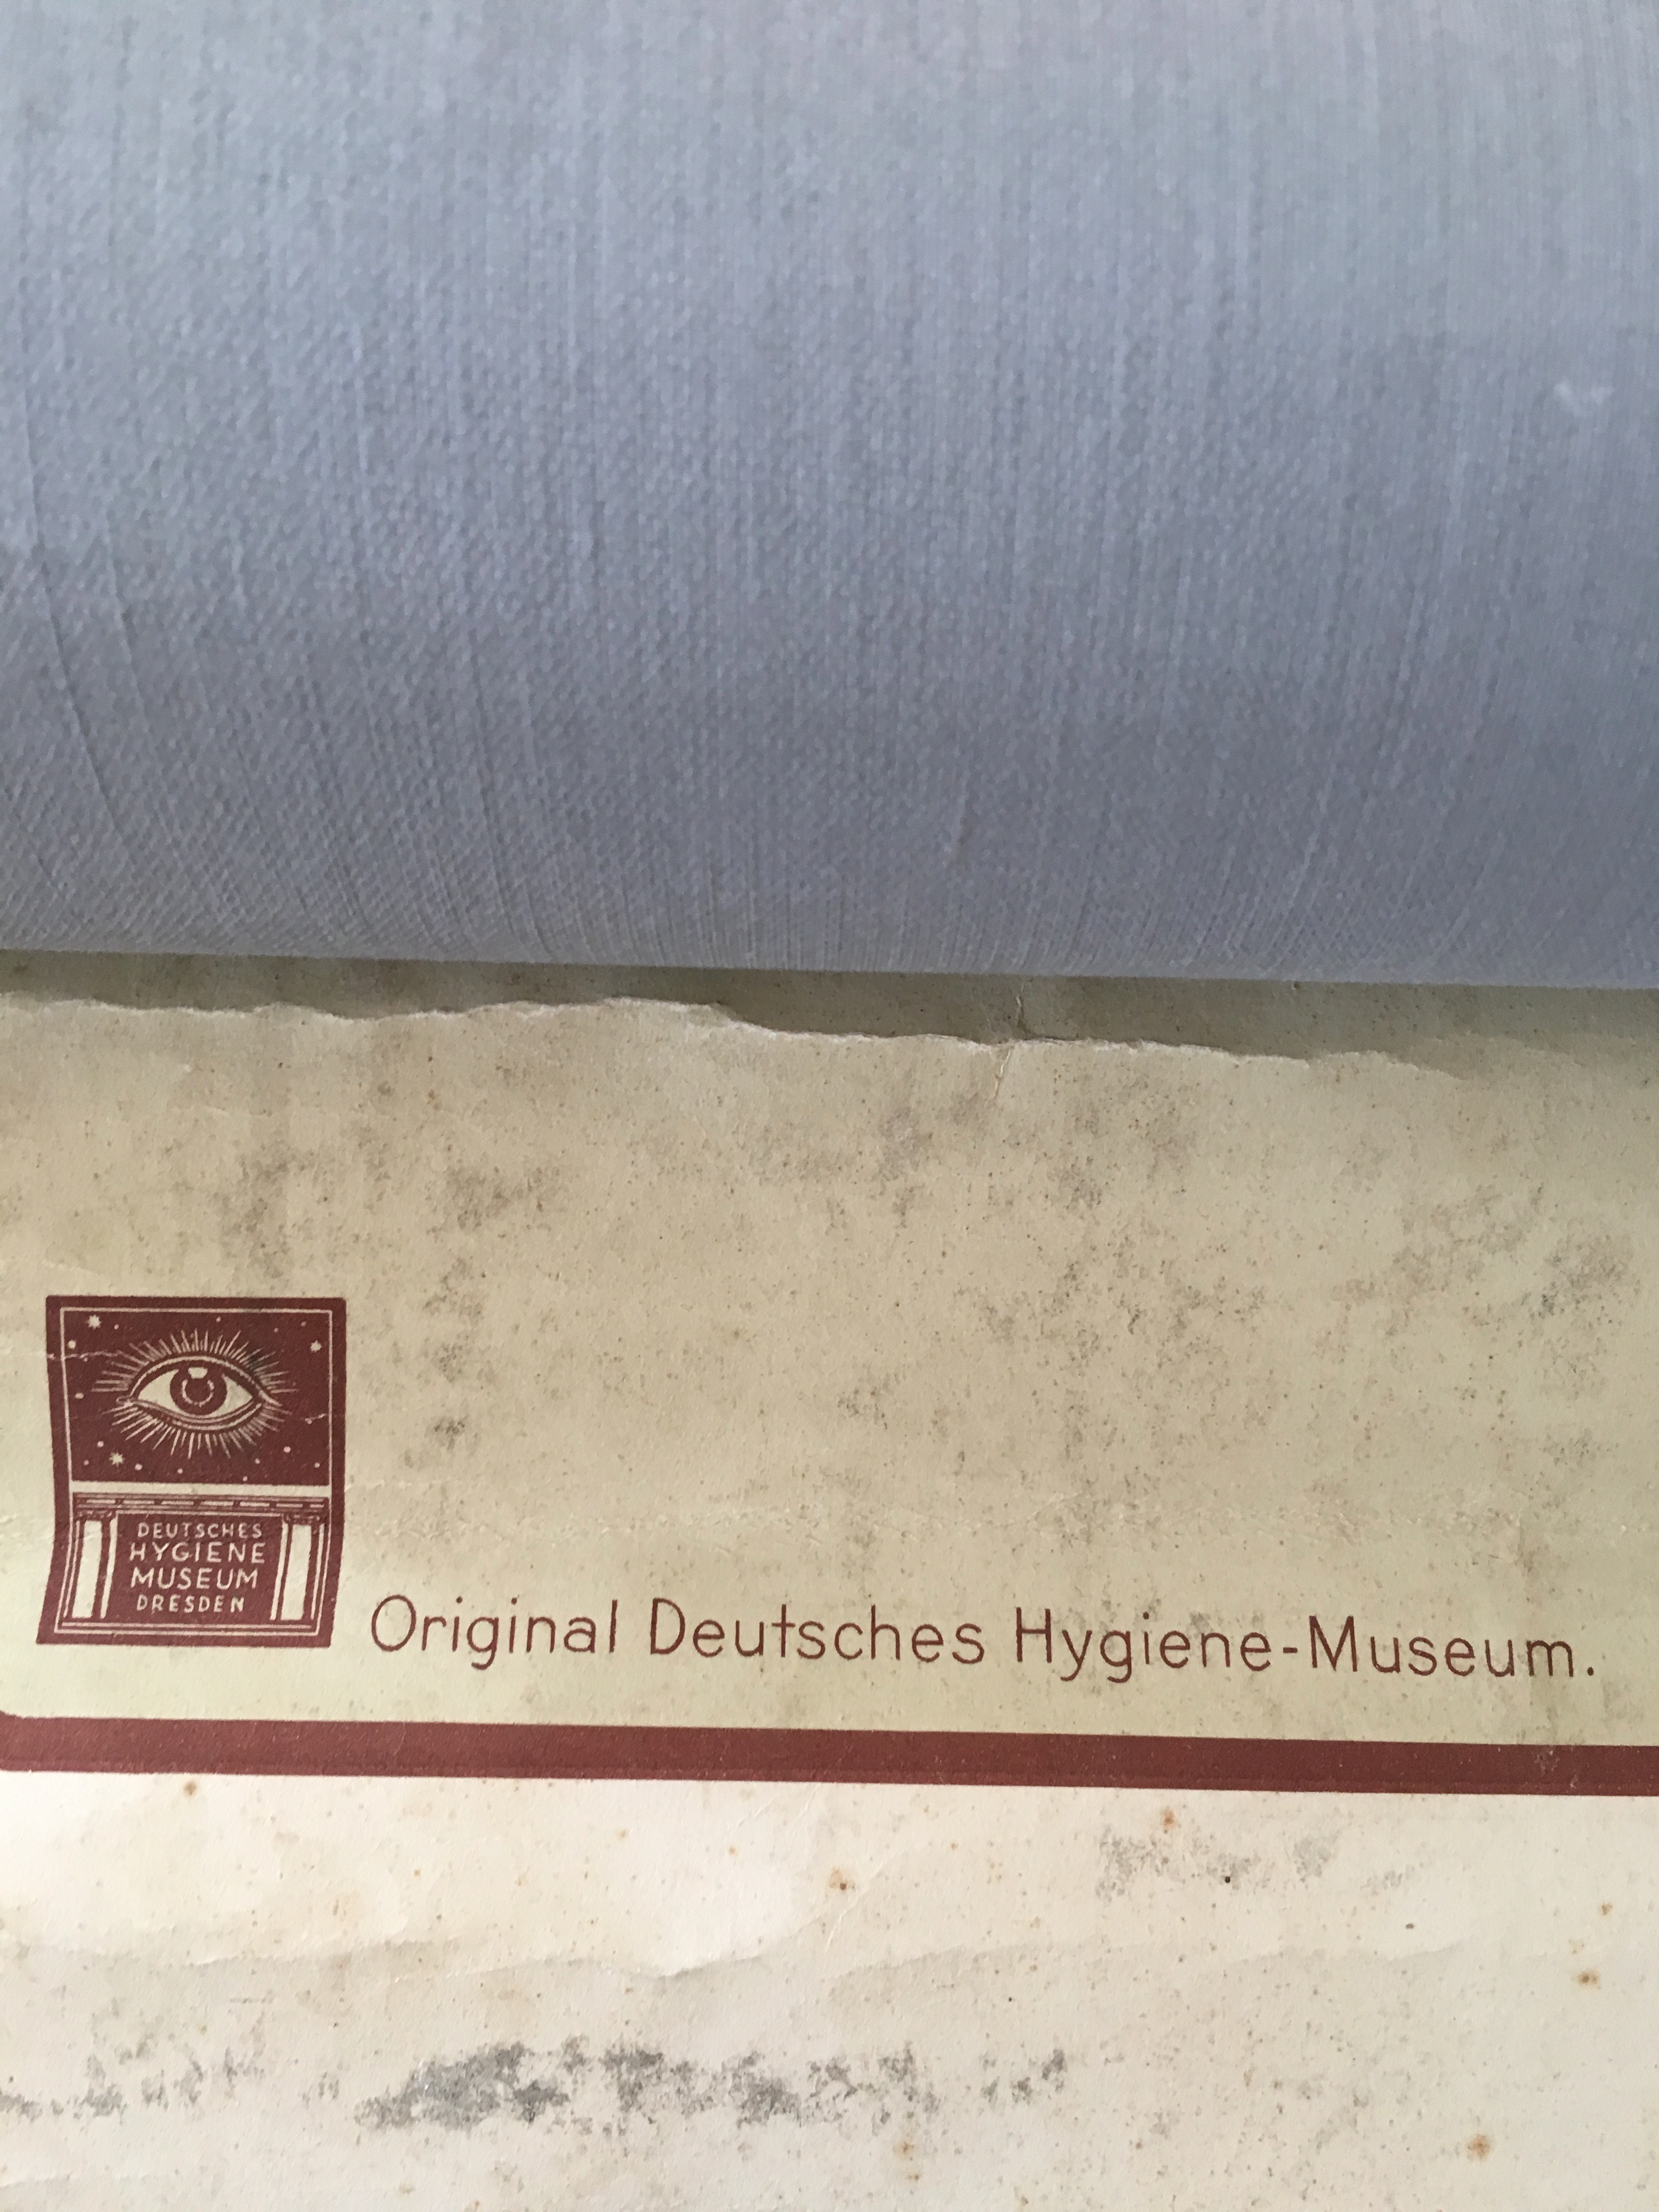 DEUTSCHES
HYGIENE
MUSEUM
DRESDEN
Original Deutsches Hygiene-Museum.